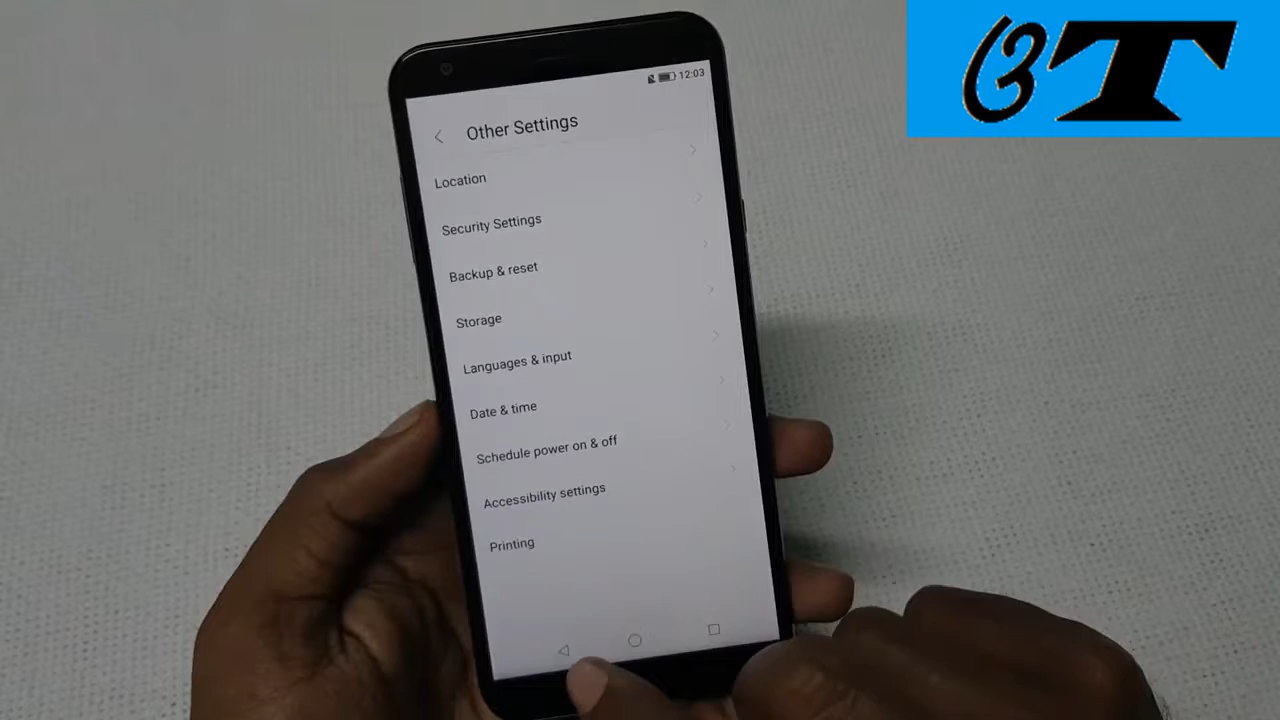 ওT
12:03
Other Settings
Location
Security Settings
Backup & reset
Storage
Languages & input
Date & time
Schedule power on & off
Accessibility settings
Printing